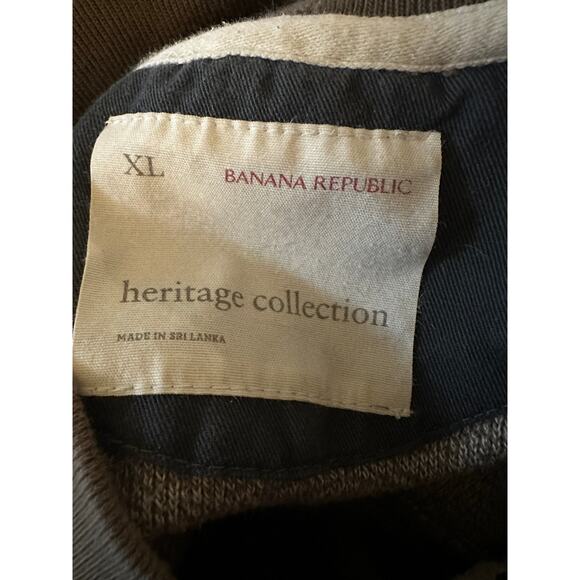 XL BANANA REPUBLIC
heritage collection
MADE IN SRI LANKA